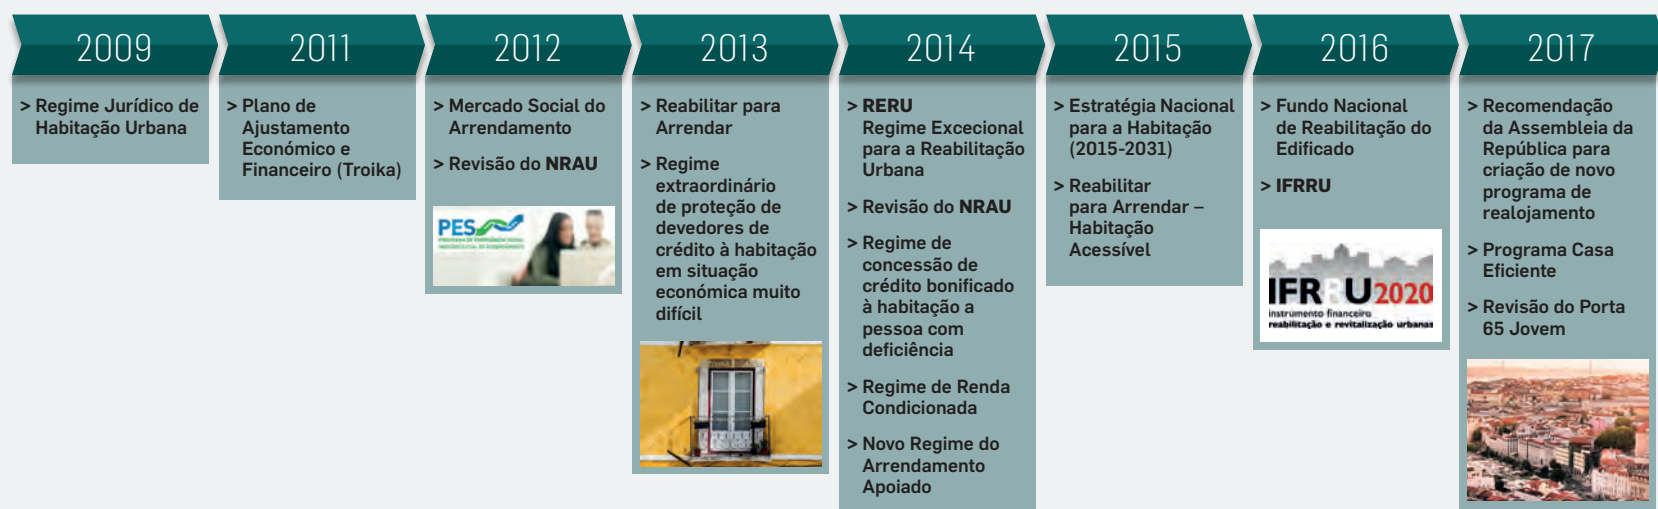 2009
> Regime Jurídico de
Habitação Urbana
2011
> Plano de
Ajustamento
Económico e
Financeiro (Troika)
2012
> Mercado Social do
Arrendamento
> Revisão do NRAU
PES
2013
> Reabilitar para
Arrendar
> Regime
extraordinário
de proteção de
devedores de
crédito à habitação
em situação
económica muito
difícil
2014
> RERU
Regime Excecional
para a Reabilitação
Urbana
> Revisão do NRAU
> Regime de
concessão de
crédito bonificado
à habitação a
pessoa com
deficiência
> Regime de Renda
Condicionada
> Novo Regime do
Arrendamento
Apoiado
2015
> Estratégia Nacional
para a Habitação
(2015-2031)
> Reabilitar
para Arrendar –
Habitação
Acessível
2016
> Fundo Nacional
de Reabilitação do
Edificado
> IFRRU
IFRRU2020
instrumento financeiro
reabilitação e revitalização urbanas
2017
> Recomendação
da Assembleia da
República para
criação de novo
programa de
realojamento
> Programa Casa
Eficiente
> Revisão do Porta
65 Jovem